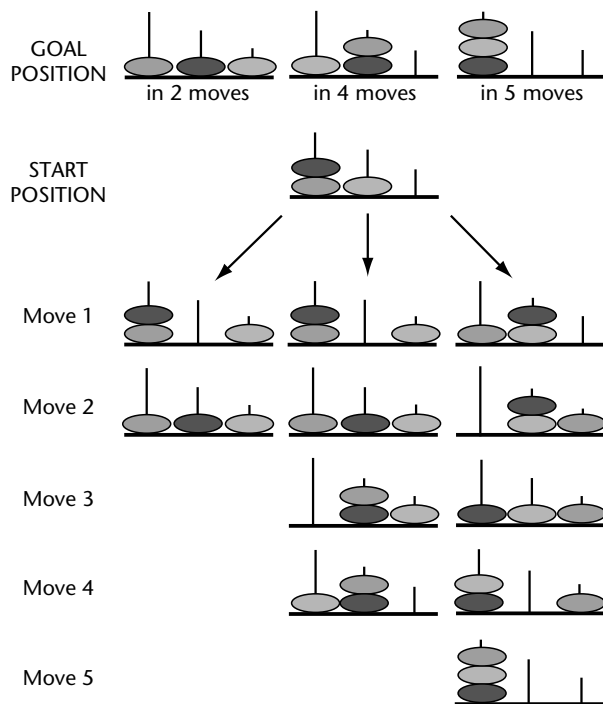 GOAL
POSITION
in 2 moves
in 4 moves
in 5 moves
START
POSITION
Move 1
Move 2
Move 3
Move 4
Move 5